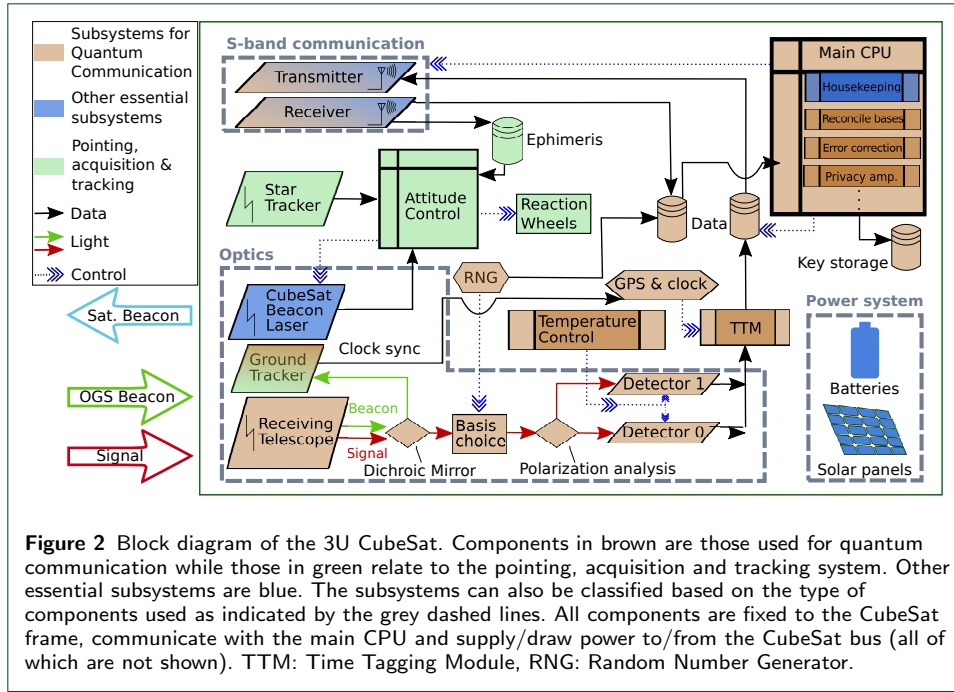 Subsystems for
Quantum
Communication
Other essential
subsystems
Pointing,
acquisition &
tracking
Data
Light
Control
S-band communication
Transmitter
Receiver
Ephimeris
Star
Tracker
Attitude
Control
Reaction
Wheels
Main CPU
Housekeeping
Reconcile bases
Error correction
Privacy amp.
Data
Key storage
Optics
RNG
GPS & clock
CubeSat
Beacon
Laser
Temperature
Control
TTM
Clock sync
Ground
Tracker
Receiving
Telescope
Beacon
Signal
Dichroic Mirror
Basis
choice
Polarization analysis
Detector 1
Detector 0
Power system
Batteries
Solar panels
Sat. Beacon
OGS Beacon
Signal
Figure 2 Block diagram of the 3U CubeSat. Components in brown are those used for quantum
communication while those in green relate to the pointing, acquisition and tracking system. Other
essential subsystems are blue. The subsystems can also be classified based on the type of
components used as indicated by the grey dashed lines. All components are fixed to the CubeSat
frame, communicate with the main CPU and supply/draw power to/from the CubeSat bus (all of
which are not shown). TTM: Time Tagging Module, RNG: Random Number Generator.